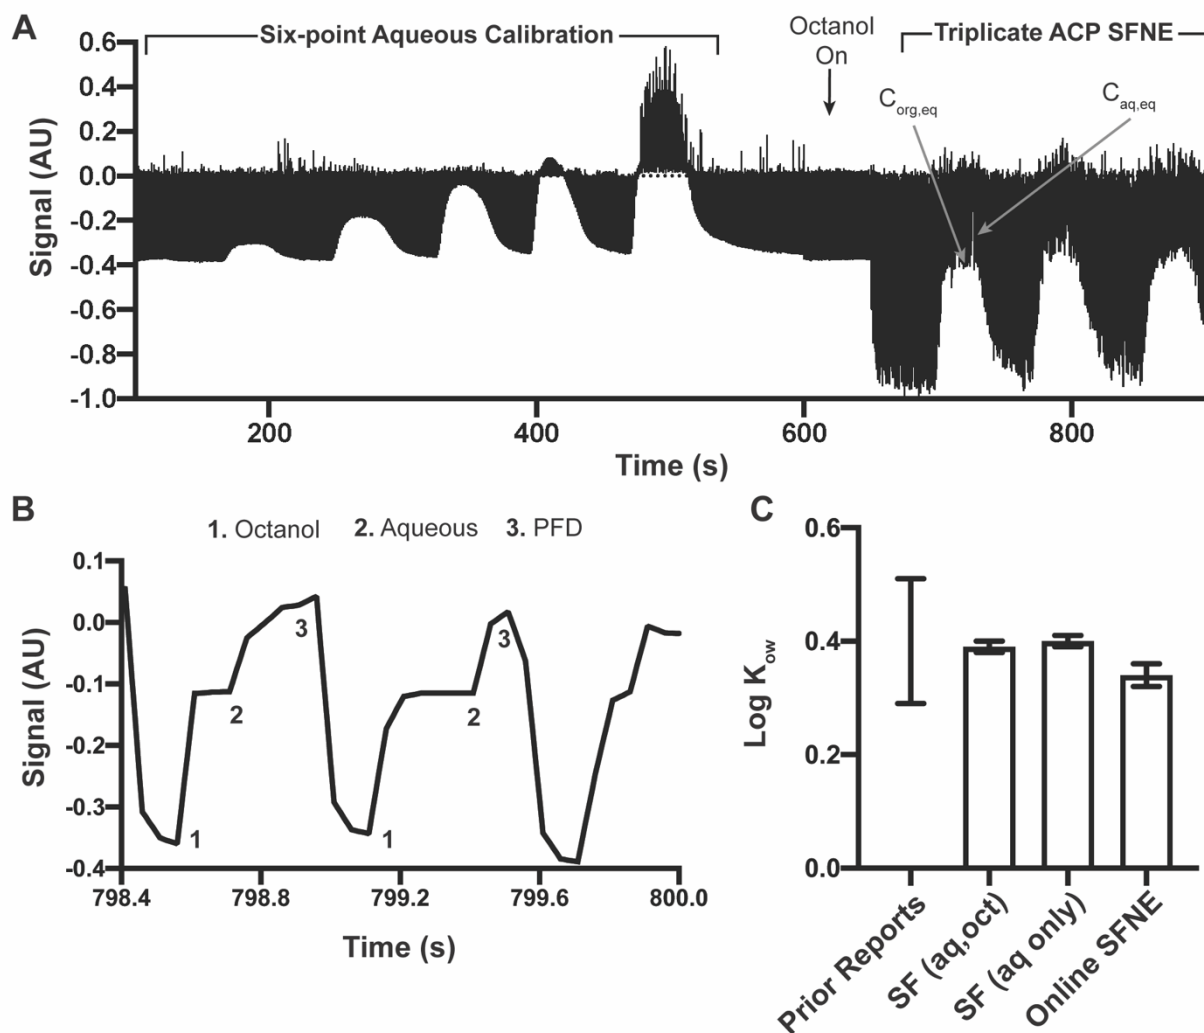 A
Six-point Aqueous Calibration
Octanol
On
Triplicate ACP SFNE
C_org,eq
C_aq,eq
Signal (AU)
0.6
0.4
0.2
0.0
-0.2
-0.4
-0.6
-0.8
-1.0
200
400
600
800
Time (s)
B
1. Octanol 2. Aqueous 3. PFD
Signal (AU)
0.1
0.0
-0.1
-0.2
-0.3
-0.4
1
2
3
1
2
3
798.4
798.8
799.2
799.6
800.0
Time (s)
C
Log K_ow
0.6
0.4
0.2
0.0
Prior Reports
SF (aq,oct)
SF (aq only)
Online SFNE